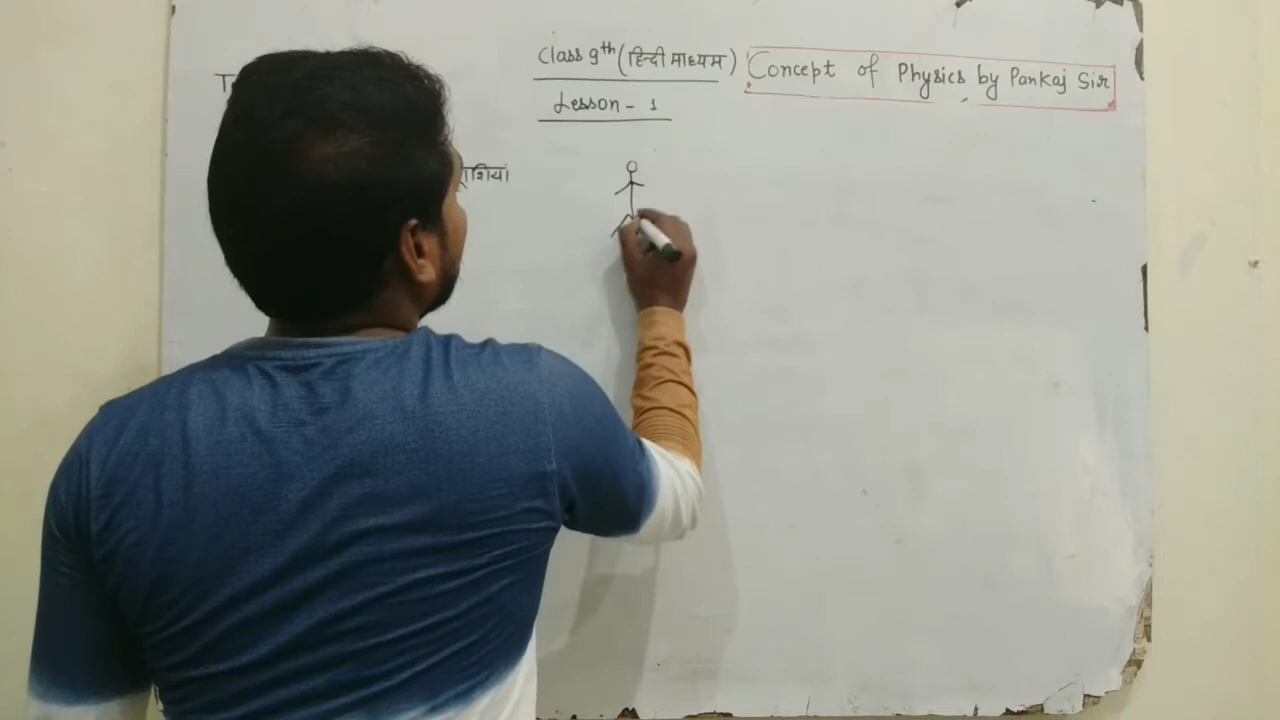 Class 9th (हिन्दी माध्यम) Concept of Physics by Pankaj Sir
Lesson - 1
राशियां